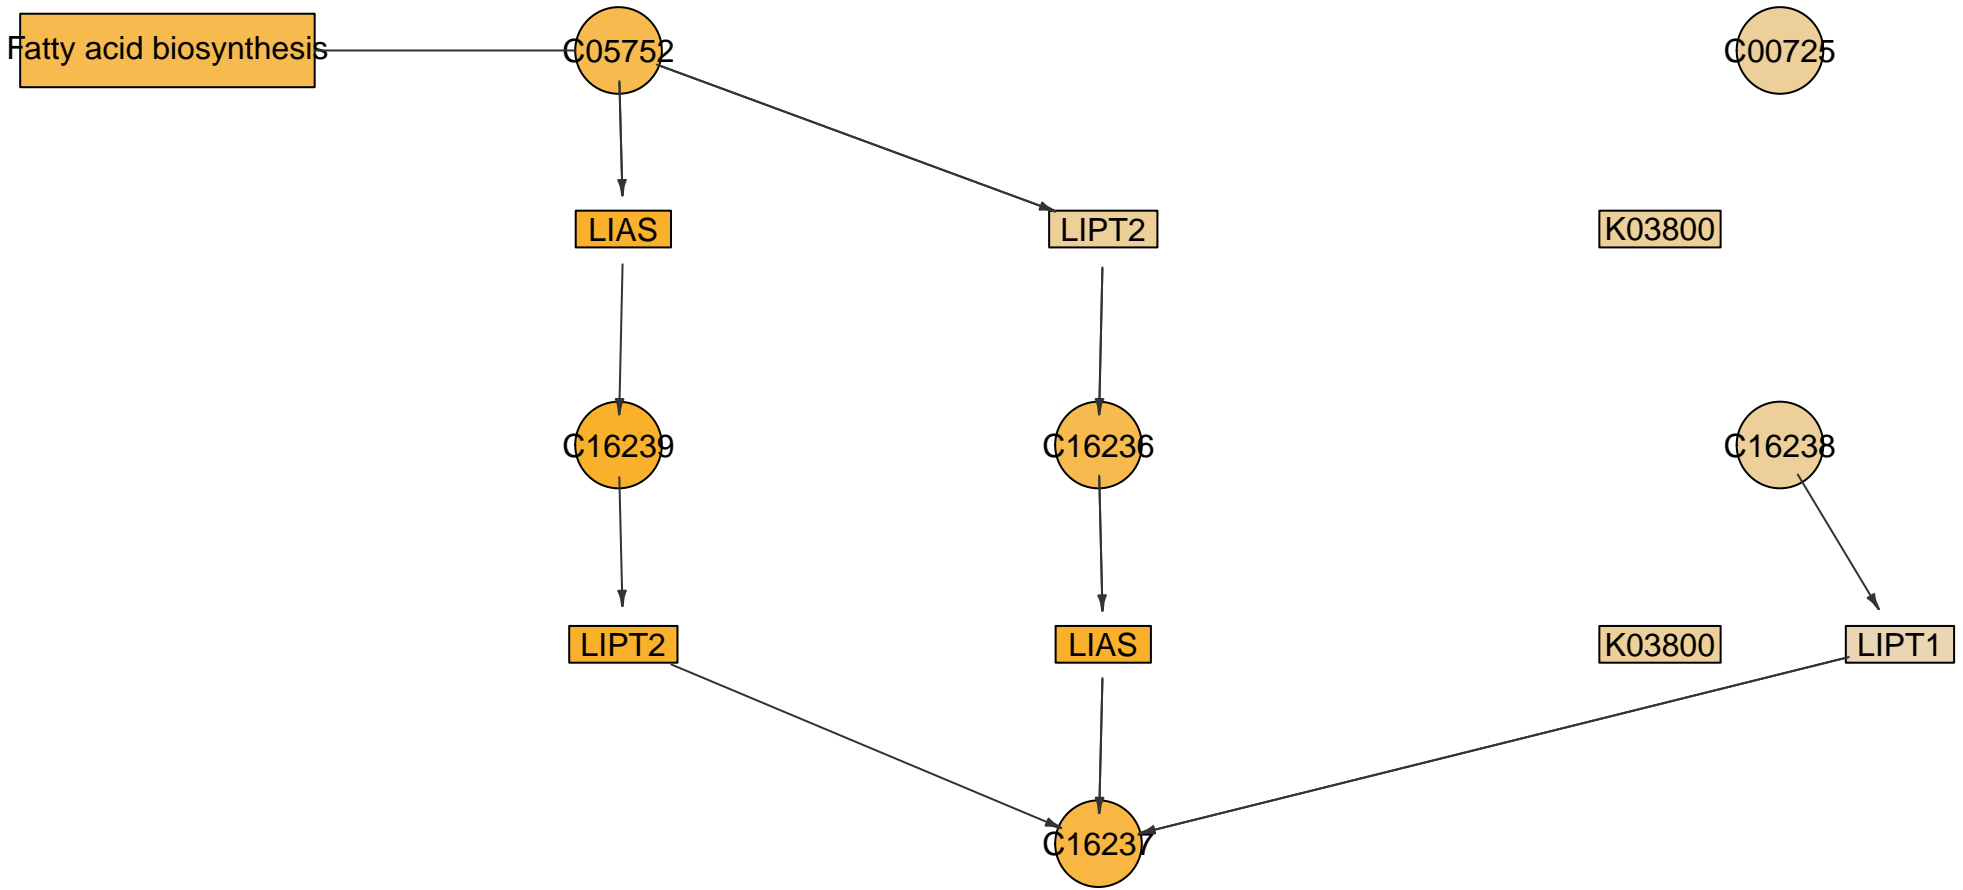 Fatty acid biosynthesis
C05752
C00725
LIAS
LIPT2
K03800
C16239
C16236
C16238
LIPT2
LIAS
K03800
LIPT1
C16237